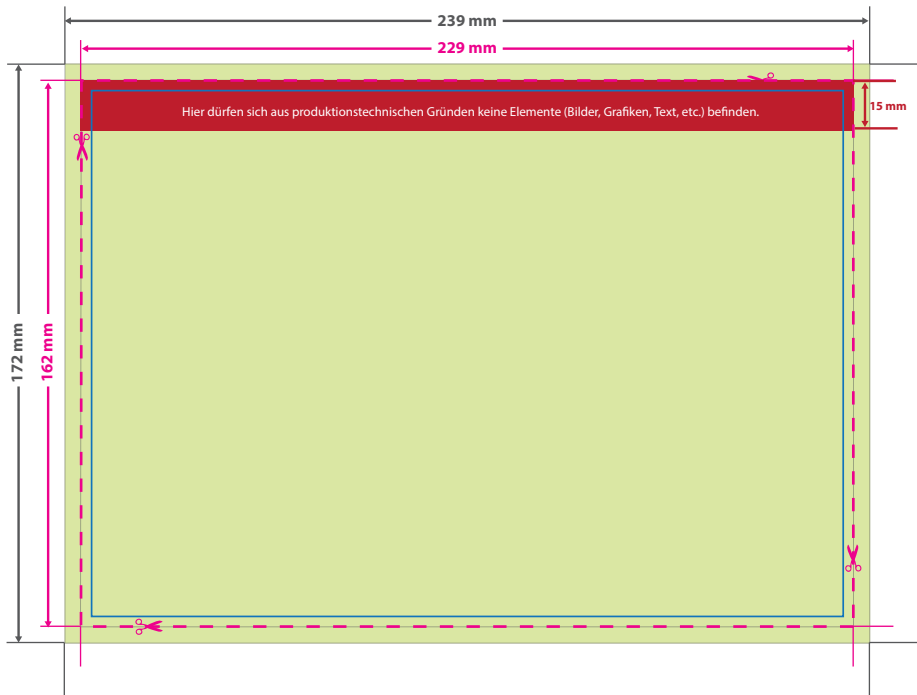 239 mm
229 mm
Hier dürfen sich aus produktionstechnischen Gründen keine Elemente (Bilder, Grafiken, Text, etc.) befinden.
15 mm
172 mm
162 mm